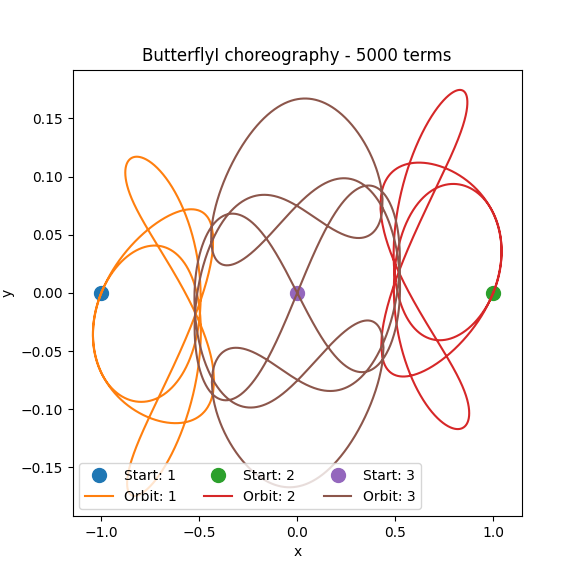 ButterflyI choreography - 5000 terms
0.15
0.10
0.05
0.00
−0.05
−0.10
−0.15
y
Start: 1 Start: 2 Start: 3
Orbit: 1 Orbit: 2 Orbit: 3
−1.0 −0.5 0.0 0.5 1.0
x